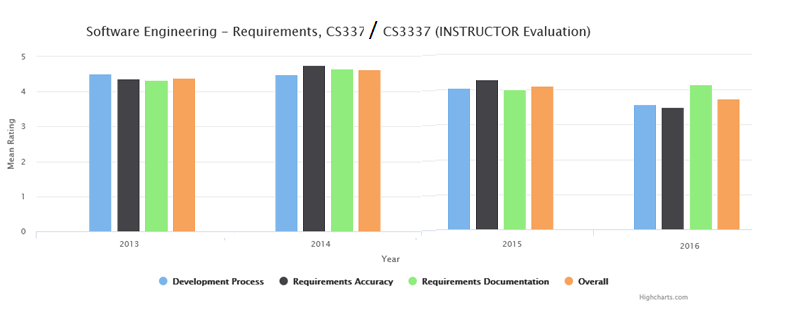 Software Engineering - Requirements, CS337 / CS3337 (INSTRUCTOR Evaluation)
5
4
3
2
1
0
Mean Rating
2013 2014 2015 2016
Year
Development Process Requirements Accuracy Requirements Documentation Overall
Highcharts.com